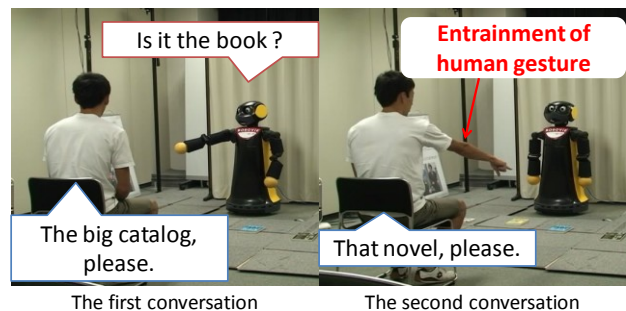 Is it the book ?
The big catalog,
please.
Entrainment of
human gesture
That novel, please.
The first conversation
The second conversation